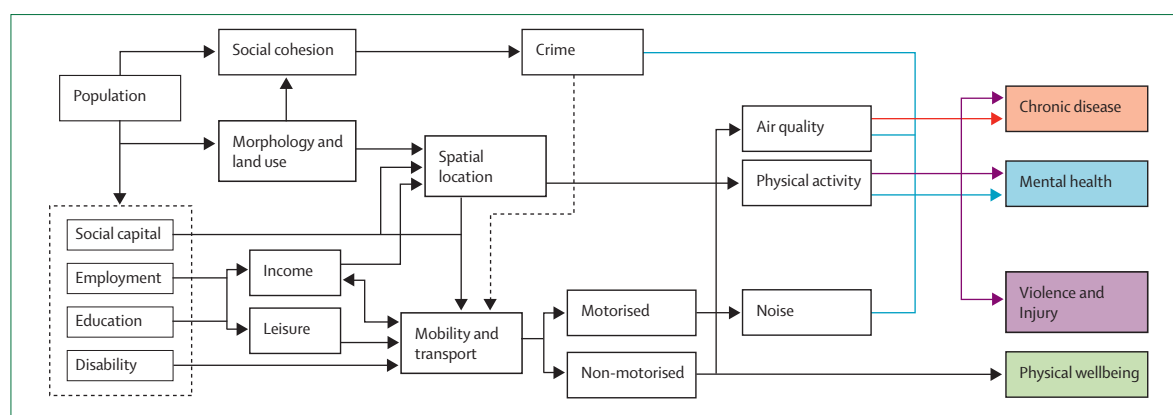 Social cohesion
Crime
Population
Chronic disease
Air quality
Morphology and
land use
Spatial
location
Physical activity
Mental health
Social capital
Employment
Income
Education
Leisure
Mobility and
transport
Motorised
Noise
Violence and
Injury
Disability
Non-motorised
Physical wellbeing